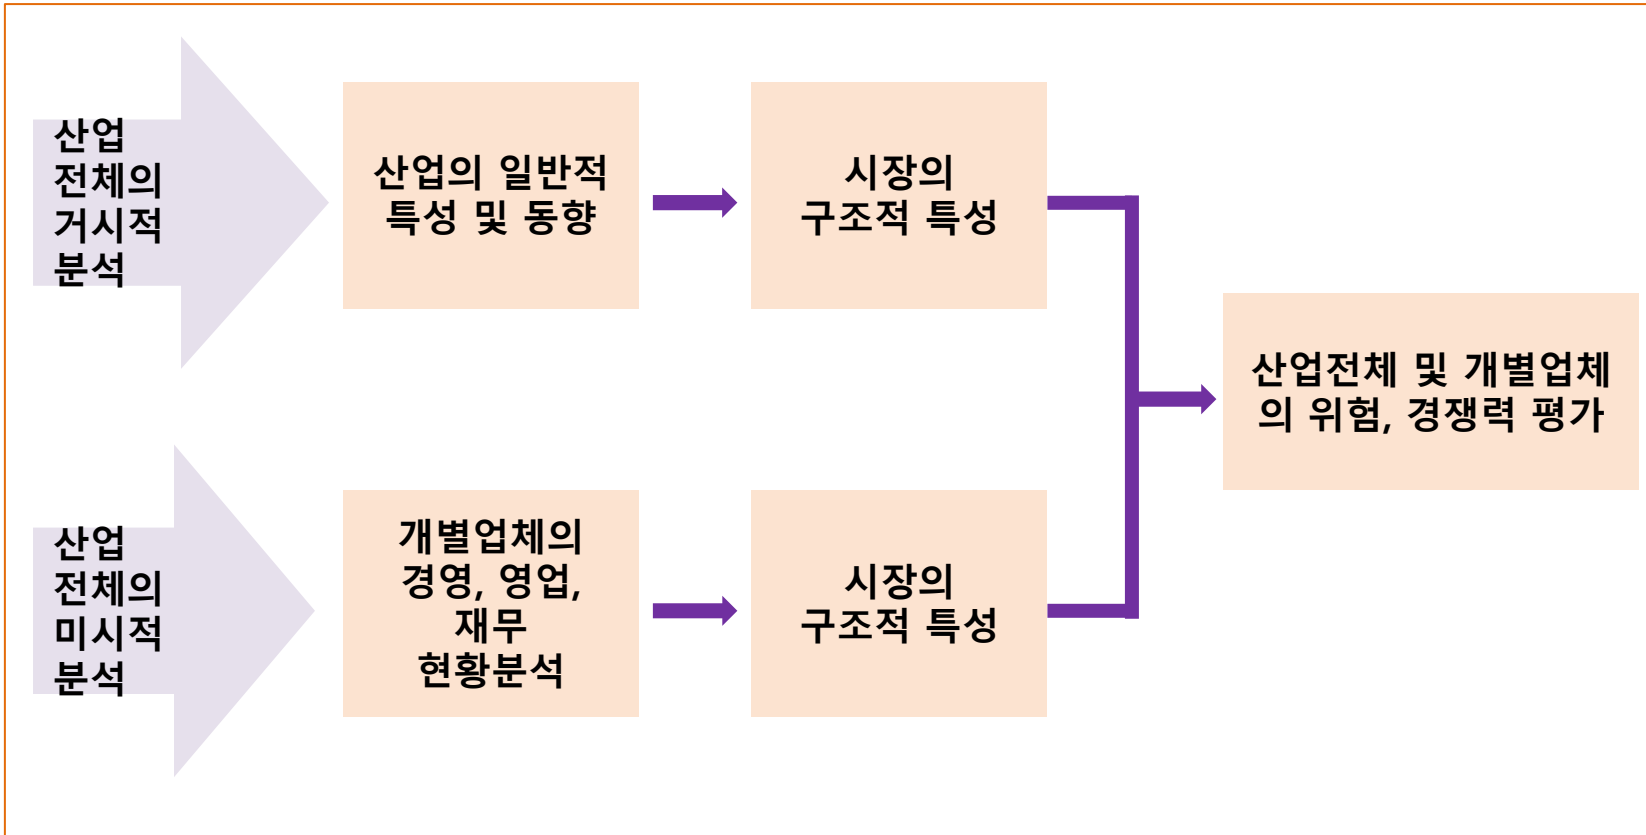 산업
전체의
거시적
분석
산업의 일반적
특성 및 동향
시장의
구조적 특성
산업전체 및 개별업체
의 위험, 경쟁력 평가
산업
전체의
미시적
분석
개별업체의
경영, 영업,
재무
현황분석
시장의
구조적 특성